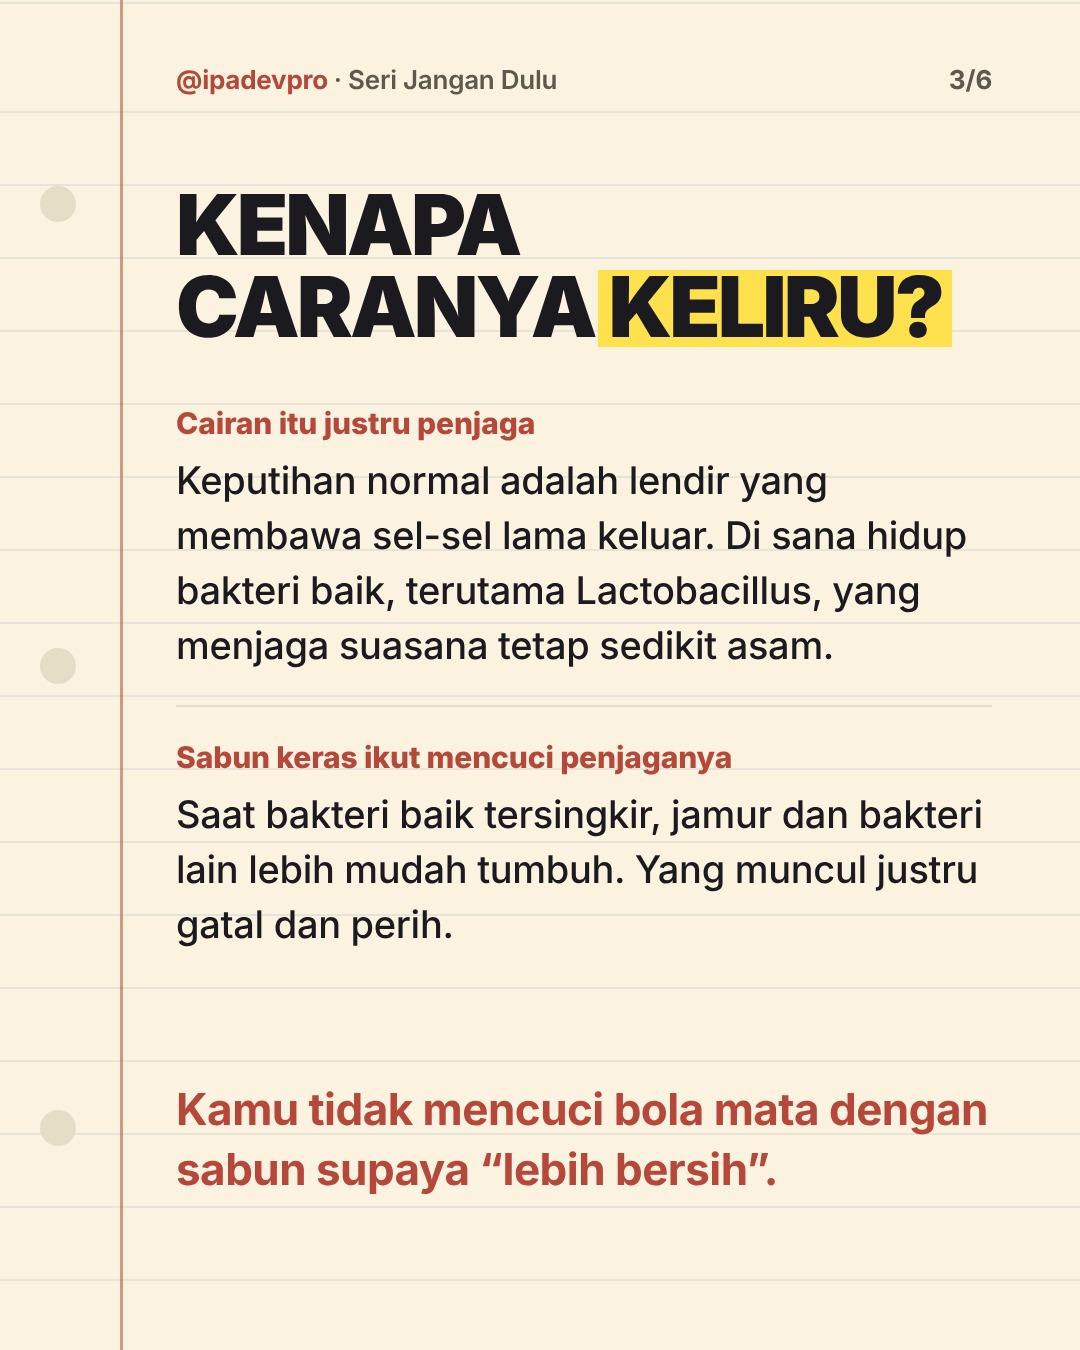 @ipadevpro · Seri Jangan Dulu
3/6
KENAPA
CARANYA KELIRU?
Cairan itu justru penjaga
Keputihan normal adalah lendir yang
membawa sel-sel lama keluar. Di sana hidup
bakteri baik, terutama Lactobacillus, yang
menjaga suasana tetap sedikit asam.
Sabun keras ikut mencuci penjaganya
Saat bakteri baik tersingkir, jamur dan bakteri
lain lebih mudah tumbuh. Yang muncul justru
gatal dan perih.
Kamu tidak mencuci bola mata dengan
sabun supaya “lebih bersih”.